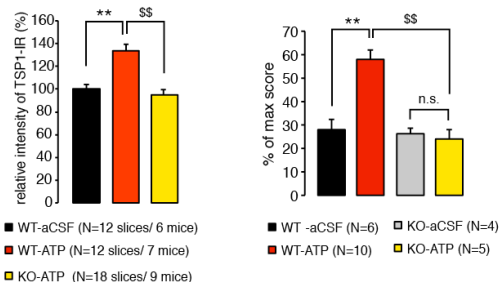 relative intensity of TSP1-IR (%)
160
140
120
100
80
60
40
20
0
** $$
WT-aCSF (N=12 slices/ 6 mice)
WT-ATP (N=12 slices/ 7 mice)
KO-ATP (N=18 slices/ 9 mice)
% of max score
70
60
50
40
30
20
10
0
** $$
n.s.
WT -aCSF (N=6) KO-aCSF (N=4)
WT-ATP (N=10) KO-ATP (N=5)